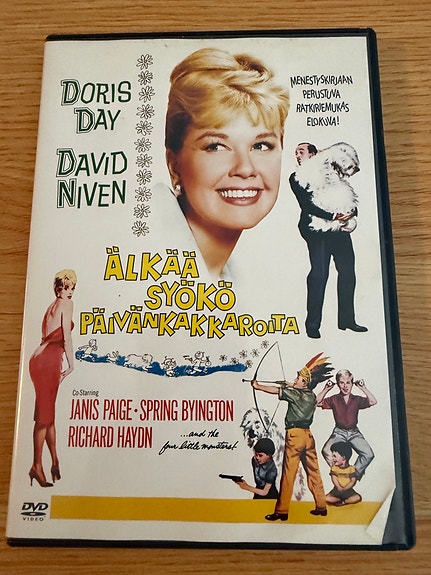 DORIS
DAY
DAVID
NIVEN
MENESTYSKIRJAAN
PERUSTUVA
RATKIRIEMUKAS
ELOKUVA!
ÄLKÄÄ
SYÖKÖ
PÄIVÄNKAKKAROITA
Co-Starring
JANIS PAIGE • SPRING BYINGTON
RICHARD HAYDN
...and the
four little monsters!
DVD
VIDEO